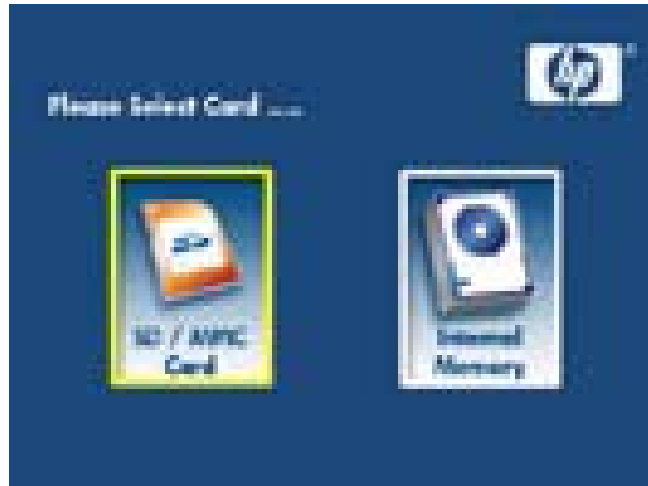 hp
Please Select Card .....
SD / MMC
Card
Internal
Memory